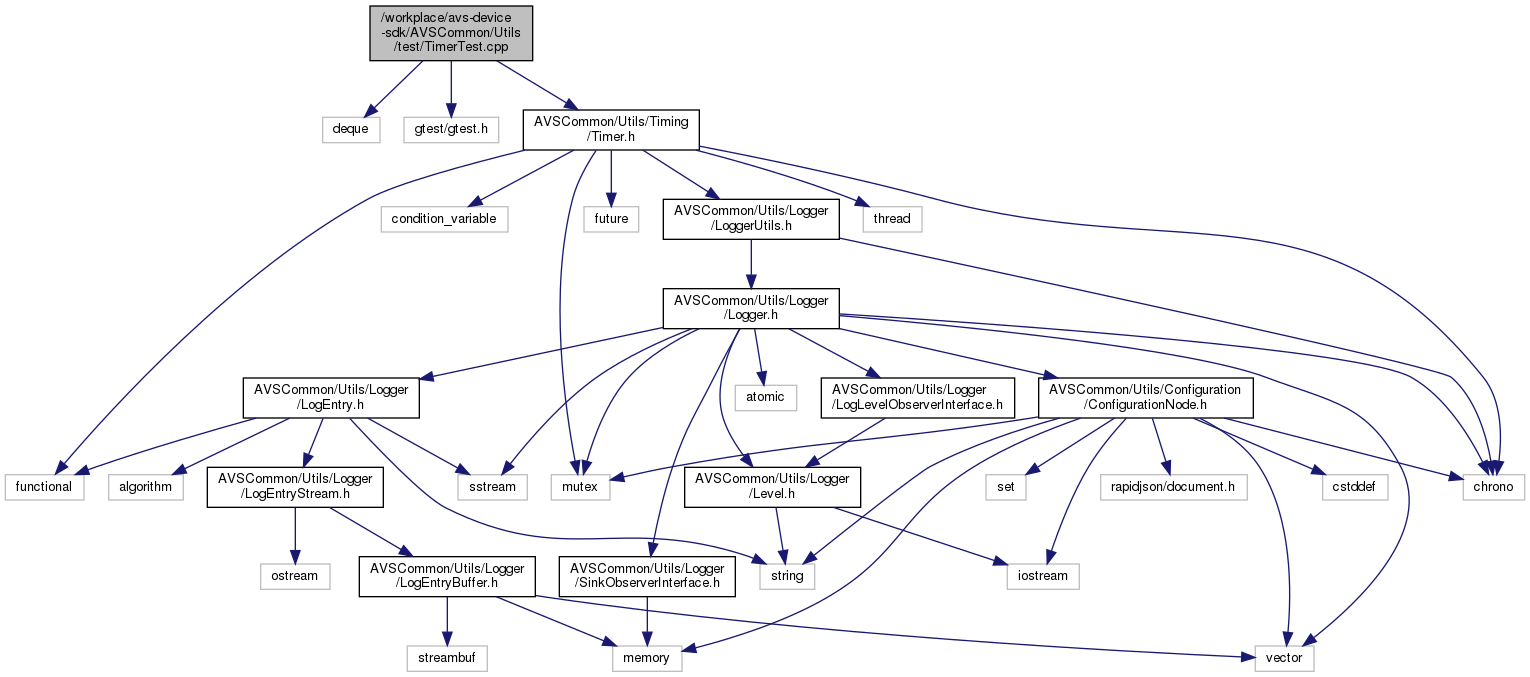 /workplace/avs-device
-sdk/AVSCommon/Utils
/test/TimerTest.cpp
deque
gtest/gtest.h
AVSCommon/Utils/Timing
/Timer.h
condition_variable
future
AVSCommon/Utils/Logger
/LoggerUtils.h
thread
AVSCommon/Utils/Logger
/Logger.h
AVSCommon/Utils/Logger
/LogEntry.h
atomic
AVSCommon/Utils/Logger
/LogLevelObserverInterface.h
AVSCommon/Utils/Configuration
/ConfigurationNode.h
functional
algorithm
AVSCommon/Utils/Logger
/LogEntryStream.h
sstream
mutex
AVSCommon/Utils/Logger
/Level.h
set
rapidjson/document.h
cstddef
chrono
ostream
AVSCommon/Utils/Logger
/LogEntryBuffer.h
AVSCommon/Utils/Logger
/SinkObserverInterface.h
string
iostream
streambuf
memory
vector